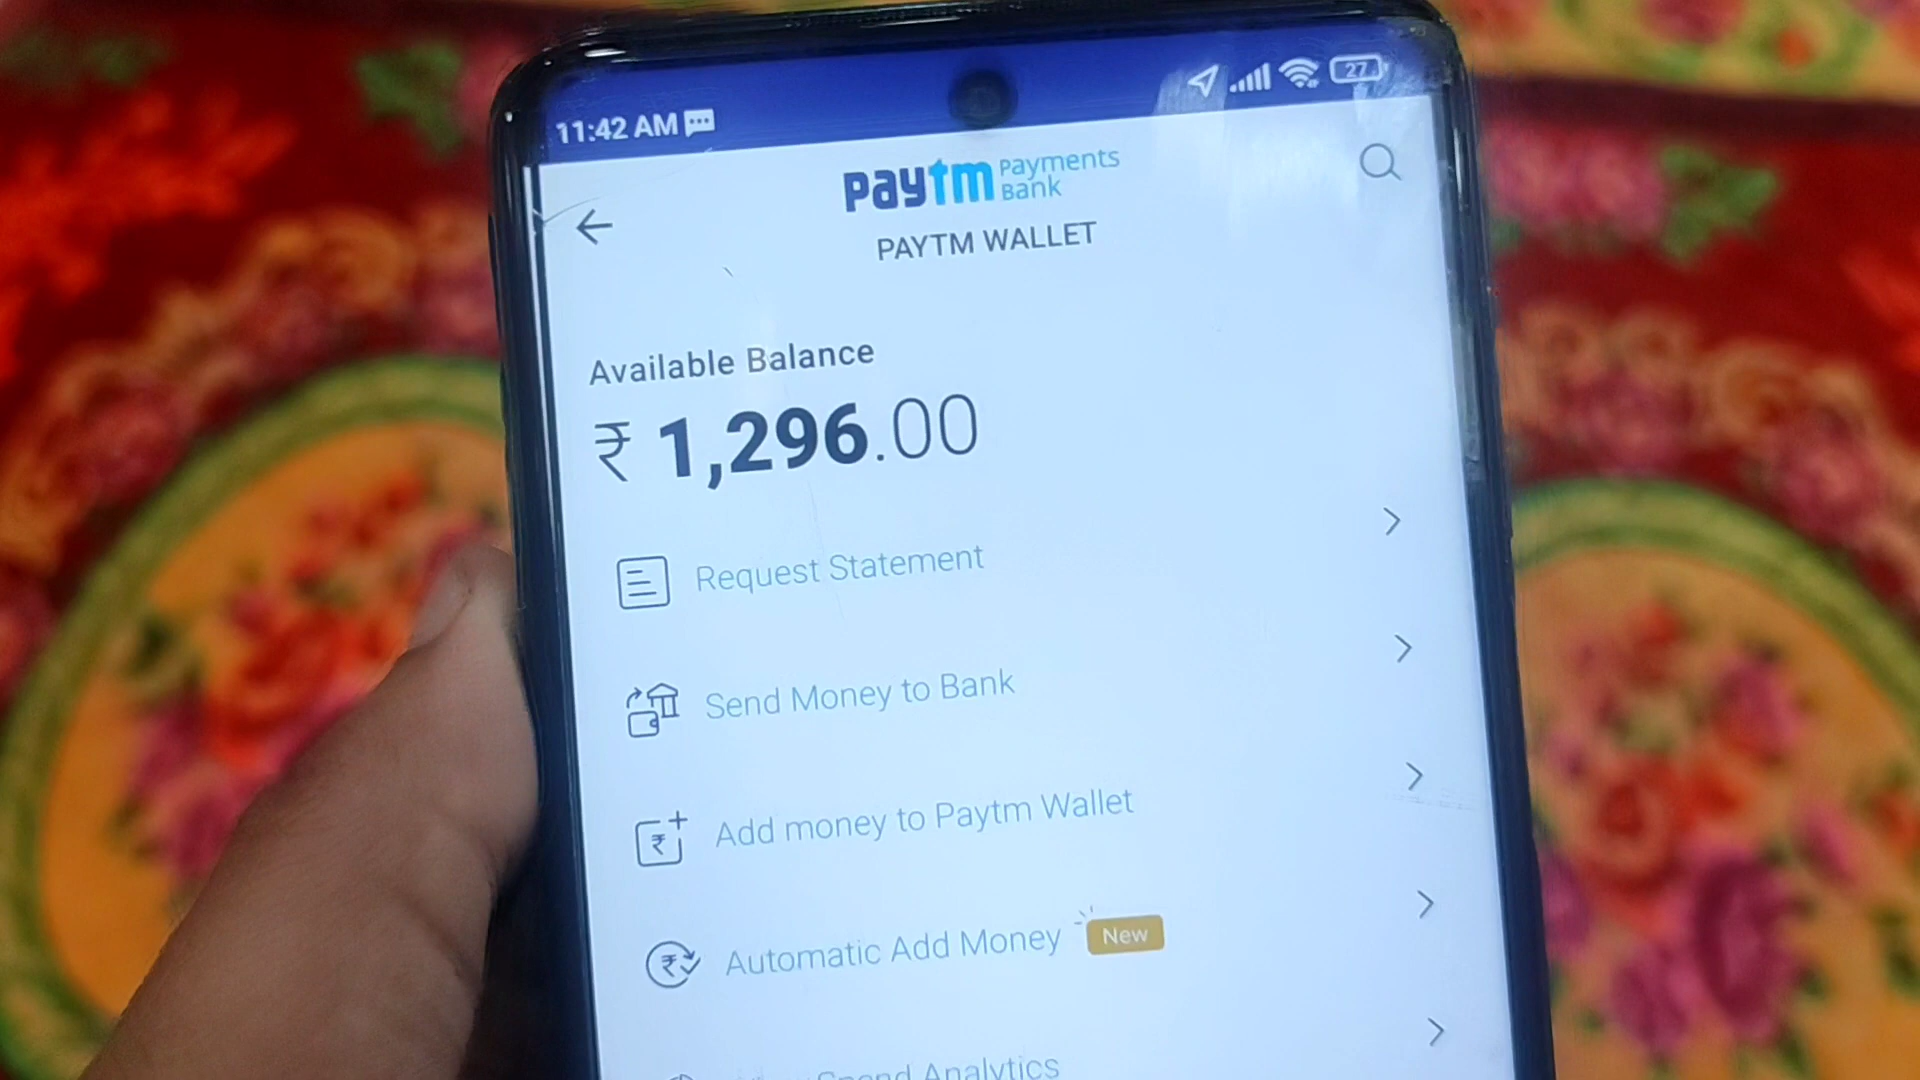 11:42 AM
27
paytm Payments
Bank
PAYTM WALLET
Available Balance
₹ 1,296.00
Request Statement
Send Money to Bank
Add money to Paytm Wallet
Automatic Add Money New
Spend Analytics